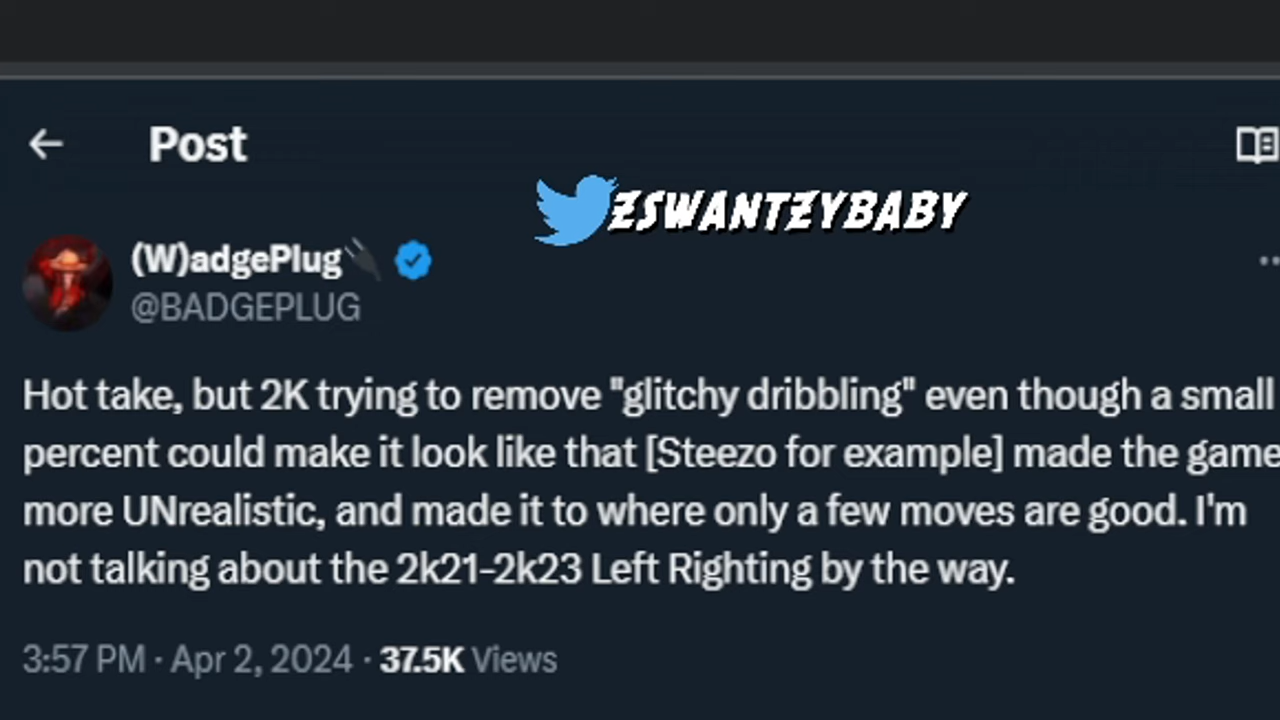 Post
ZSWANTZYBABY
(W)adgePlug🔌
@BADGEPLUG
Hot take, but 2K trying to remove "glitchy dribbling" even though a small
percent could make it look like that [Steezo for example] made the game
more UNrealistic, and made it to where only a few moves are good. I'm
not talking about the 2k21-2k23 Left Righting by the way.
3:57 PM · Apr 2, 2024 · 37.5K Views